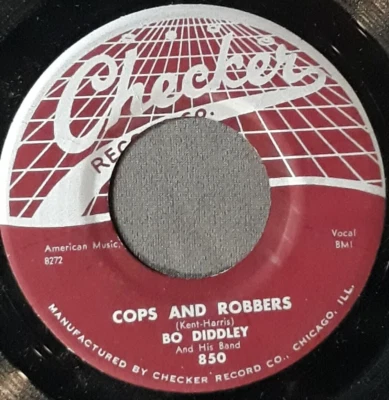 Checker
RECORD CO.
American Music,
8272
Vocal
BMI
COPS AND ROBBERS
(Kent-Harris)
BO DIDDLEY
And His Band
850
MANUFACTURED BY CHECKER RECORD CO., CHICAGO, ILL.